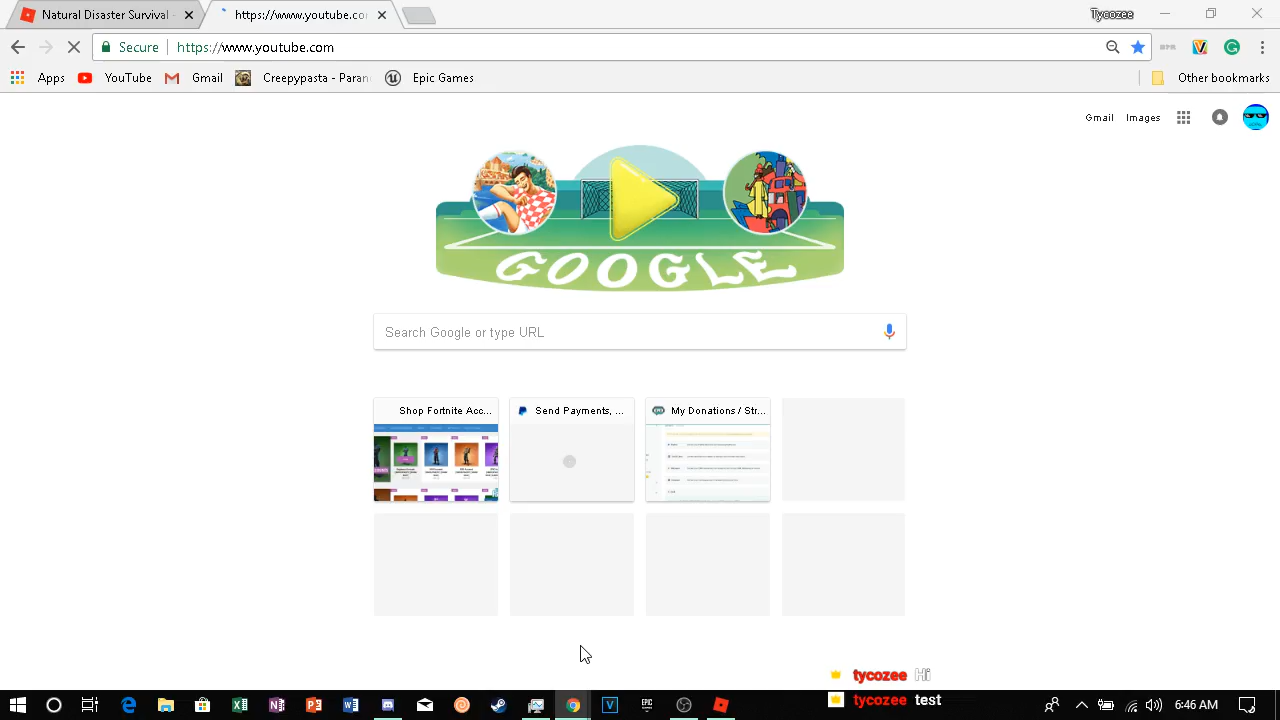 Natural Disaster Survival -
https://www.youtube.co
Tycozee
Secure https://www.youtube.com
Apps YouTube Gmail Creepypasta - Paran Epic Games Other bookmarks
Gmail Images
GOOGLE
Search Google or type URL
Shop Fortnite Acc...
Send Payments, ...
My Donations / Str...
tycozee Hi
tycozee test
6:46 AM